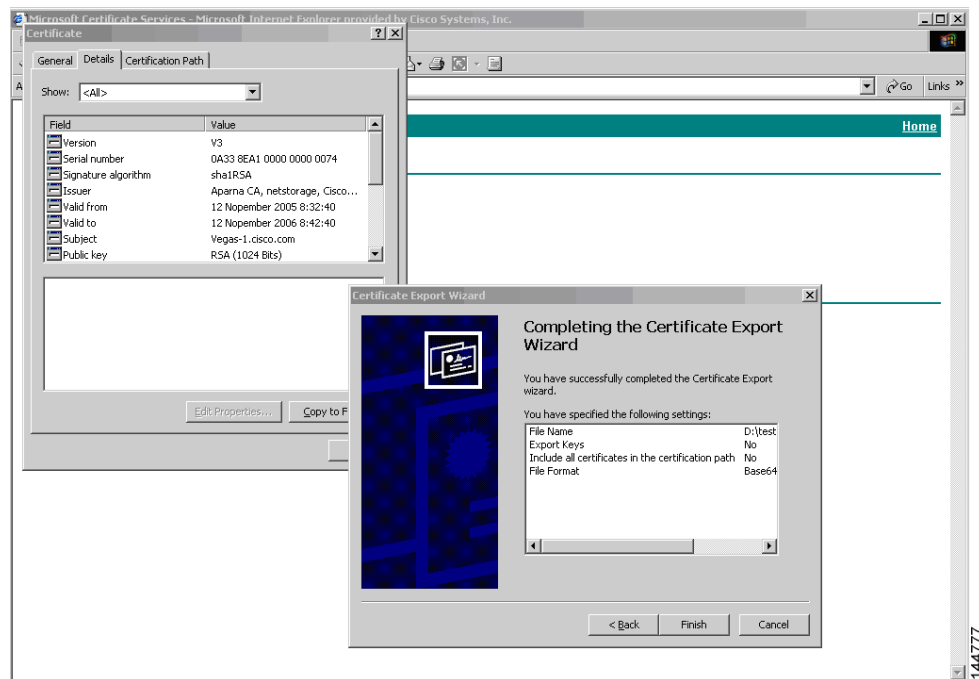 Microsoft Certificate Services - Microsoft Internet Explorer provided by Cisco Systems, Inc.
Certificate
General Details Certification Path
Go Links »
Show: <All>
Home
Field Value
Version V3
Serial number 0A33 8EA1 0000 0000 0074
Signature algorithm sha1RSA
Issuer Aparna CA, netstorage, Cisco...
Valid from 12 Nopember 2005 8:32:40
Valid to 12 Nopember 2006 8:42:40
Subject Vegas-1.cisco.com
Public key RSA (1024 Bits)
Edit Properties... Copy to F
Certificate Export Wizard
Completing the Certificate Export
Wizard
You have successfully completed the Certificate Export
wizard.
You have specified the following settings:
File Name D:\test
Export Keys No
Include all certificates in the certification path No
File Format Base64
< Back Finish Cancel
144777